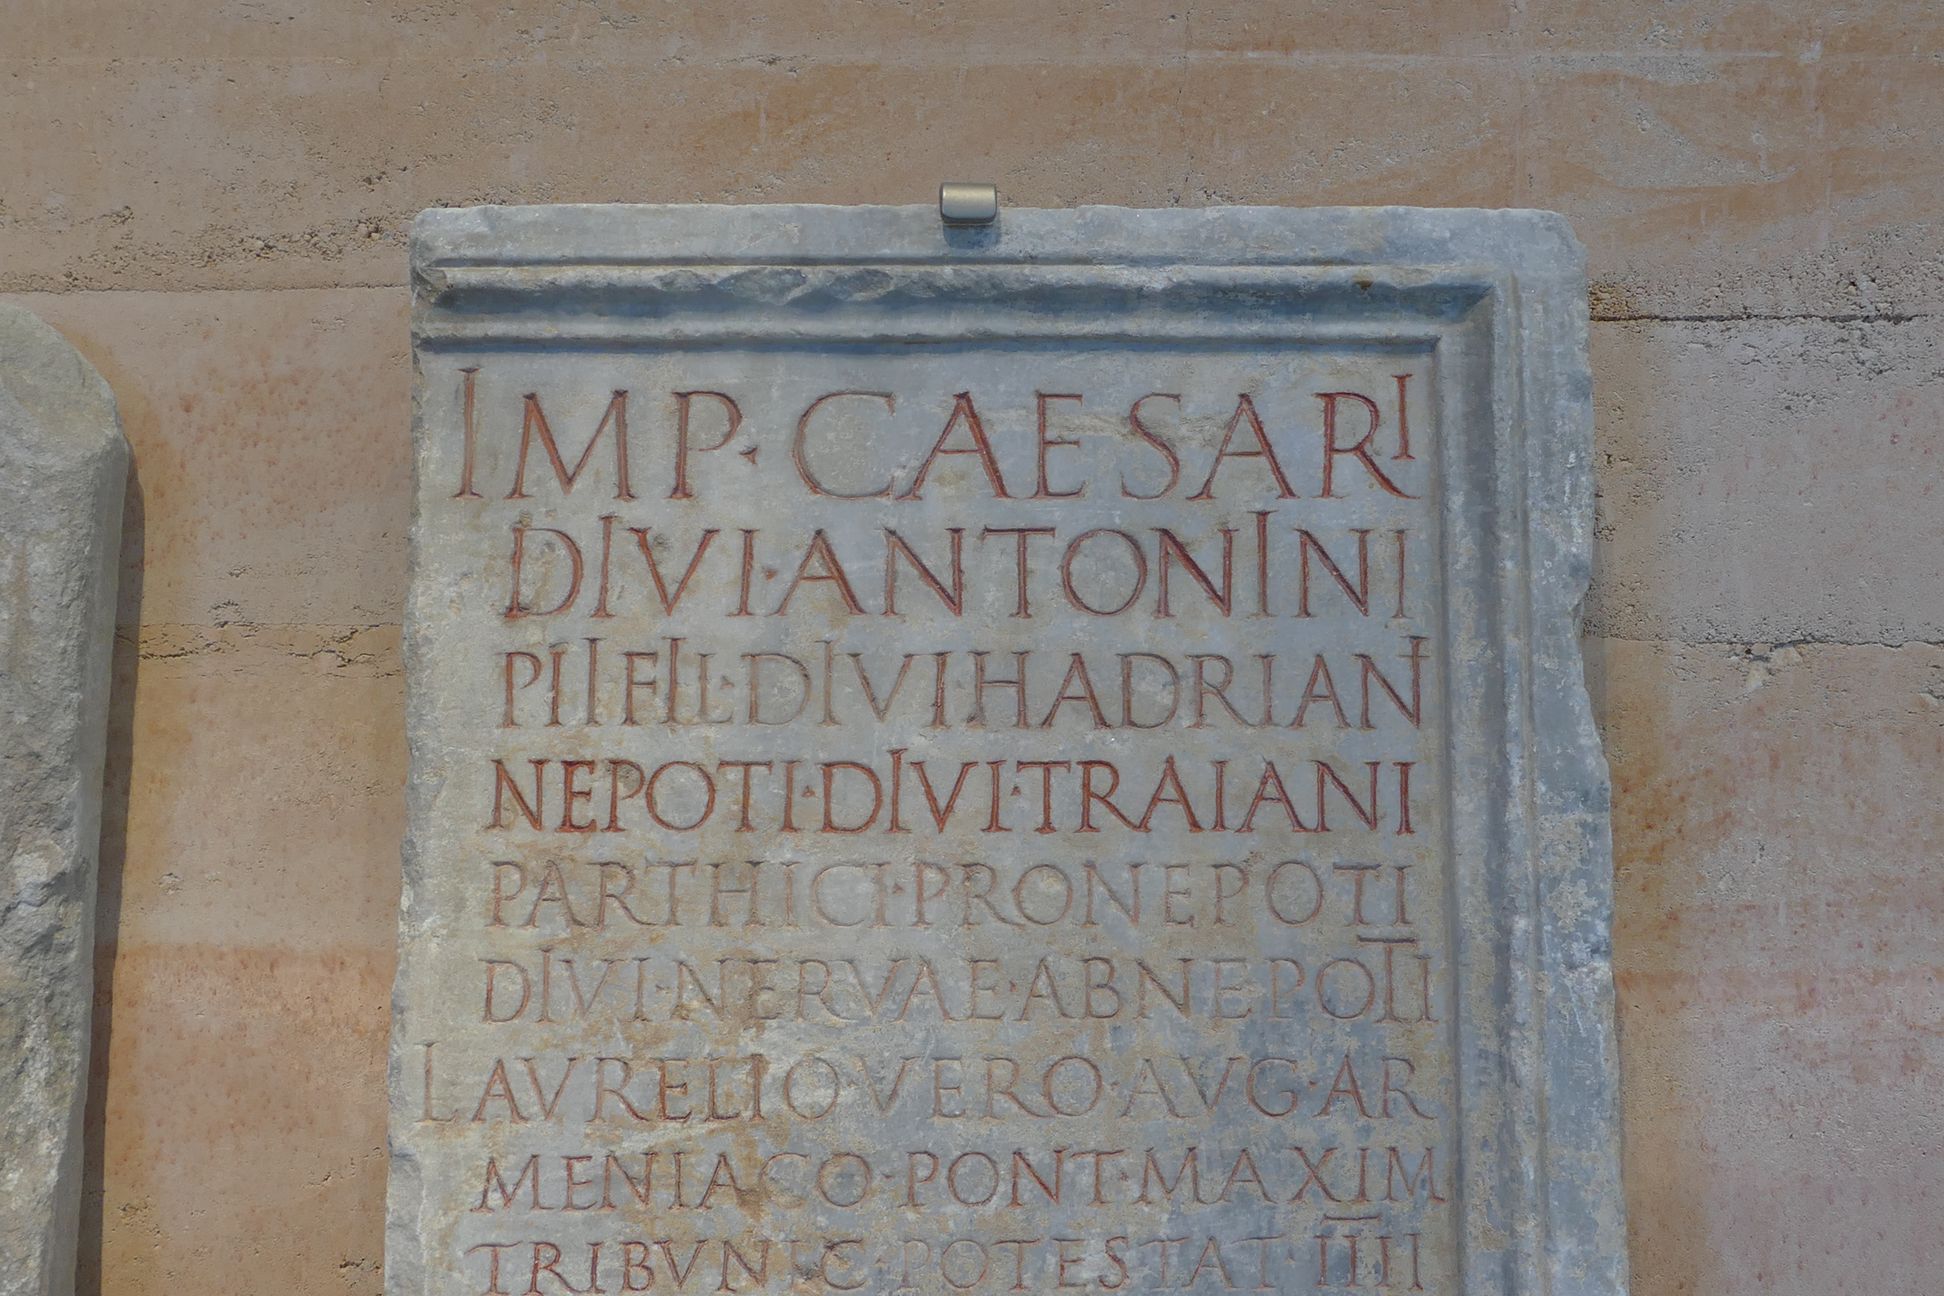 IMP·CAESARI
DIVI·ANTONINI
PII FIL·DIVI·HADRIANI
NEPOTI·DIVI·TRAIANI
PARTHICI·PRONEPOTI
DIVI·NERVAE·ABNEPOTI
L AVRELIO VERO·AVG·AR
MENIACO·PONT·MAXIM
TRIBVNIC·POTESTAT·IIII